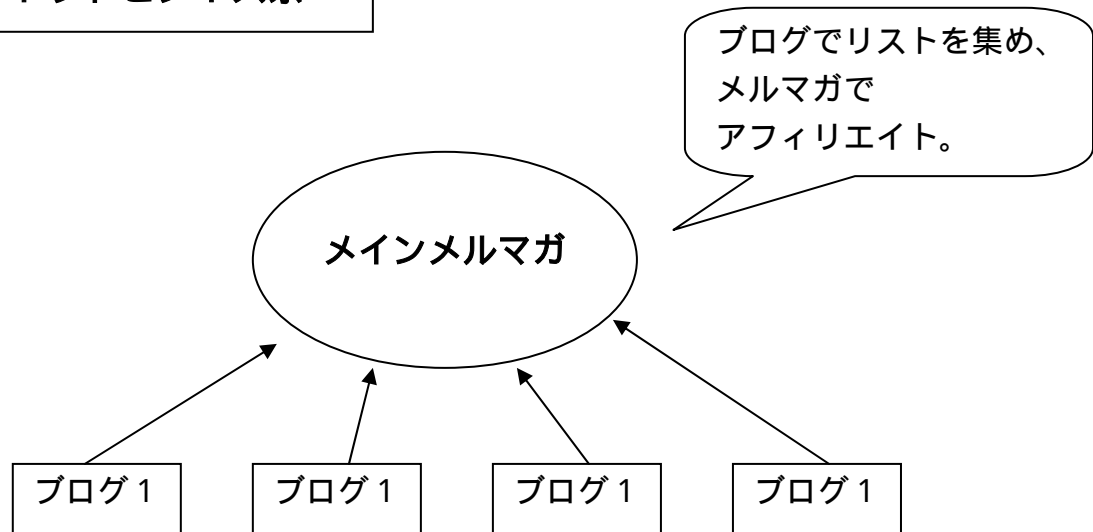 ブログでリストを集め、
メルマガで
アフィリエイト。
メインメルマガ
ブログ１
ブログ１
ブログ１
ブログ１